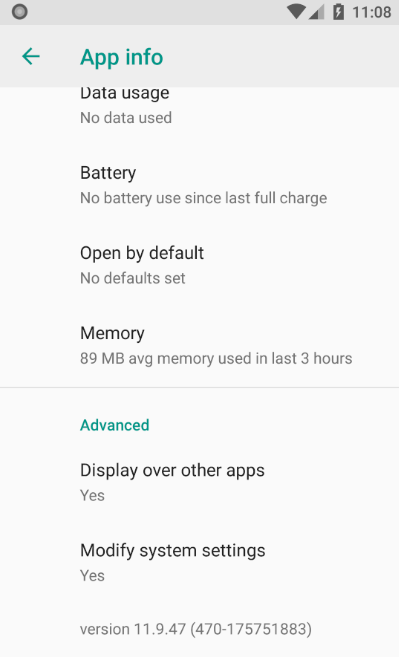 11:08
App info
Data usage
No data used
Battery
No battery use since last full charge
Open by default
No defaults set
Memory
89 MB avg memory used in last 3 hours
Advanced
Display over other apps
Yes
Modify system settings
Yes
version 11.9.47 (470-175751883)